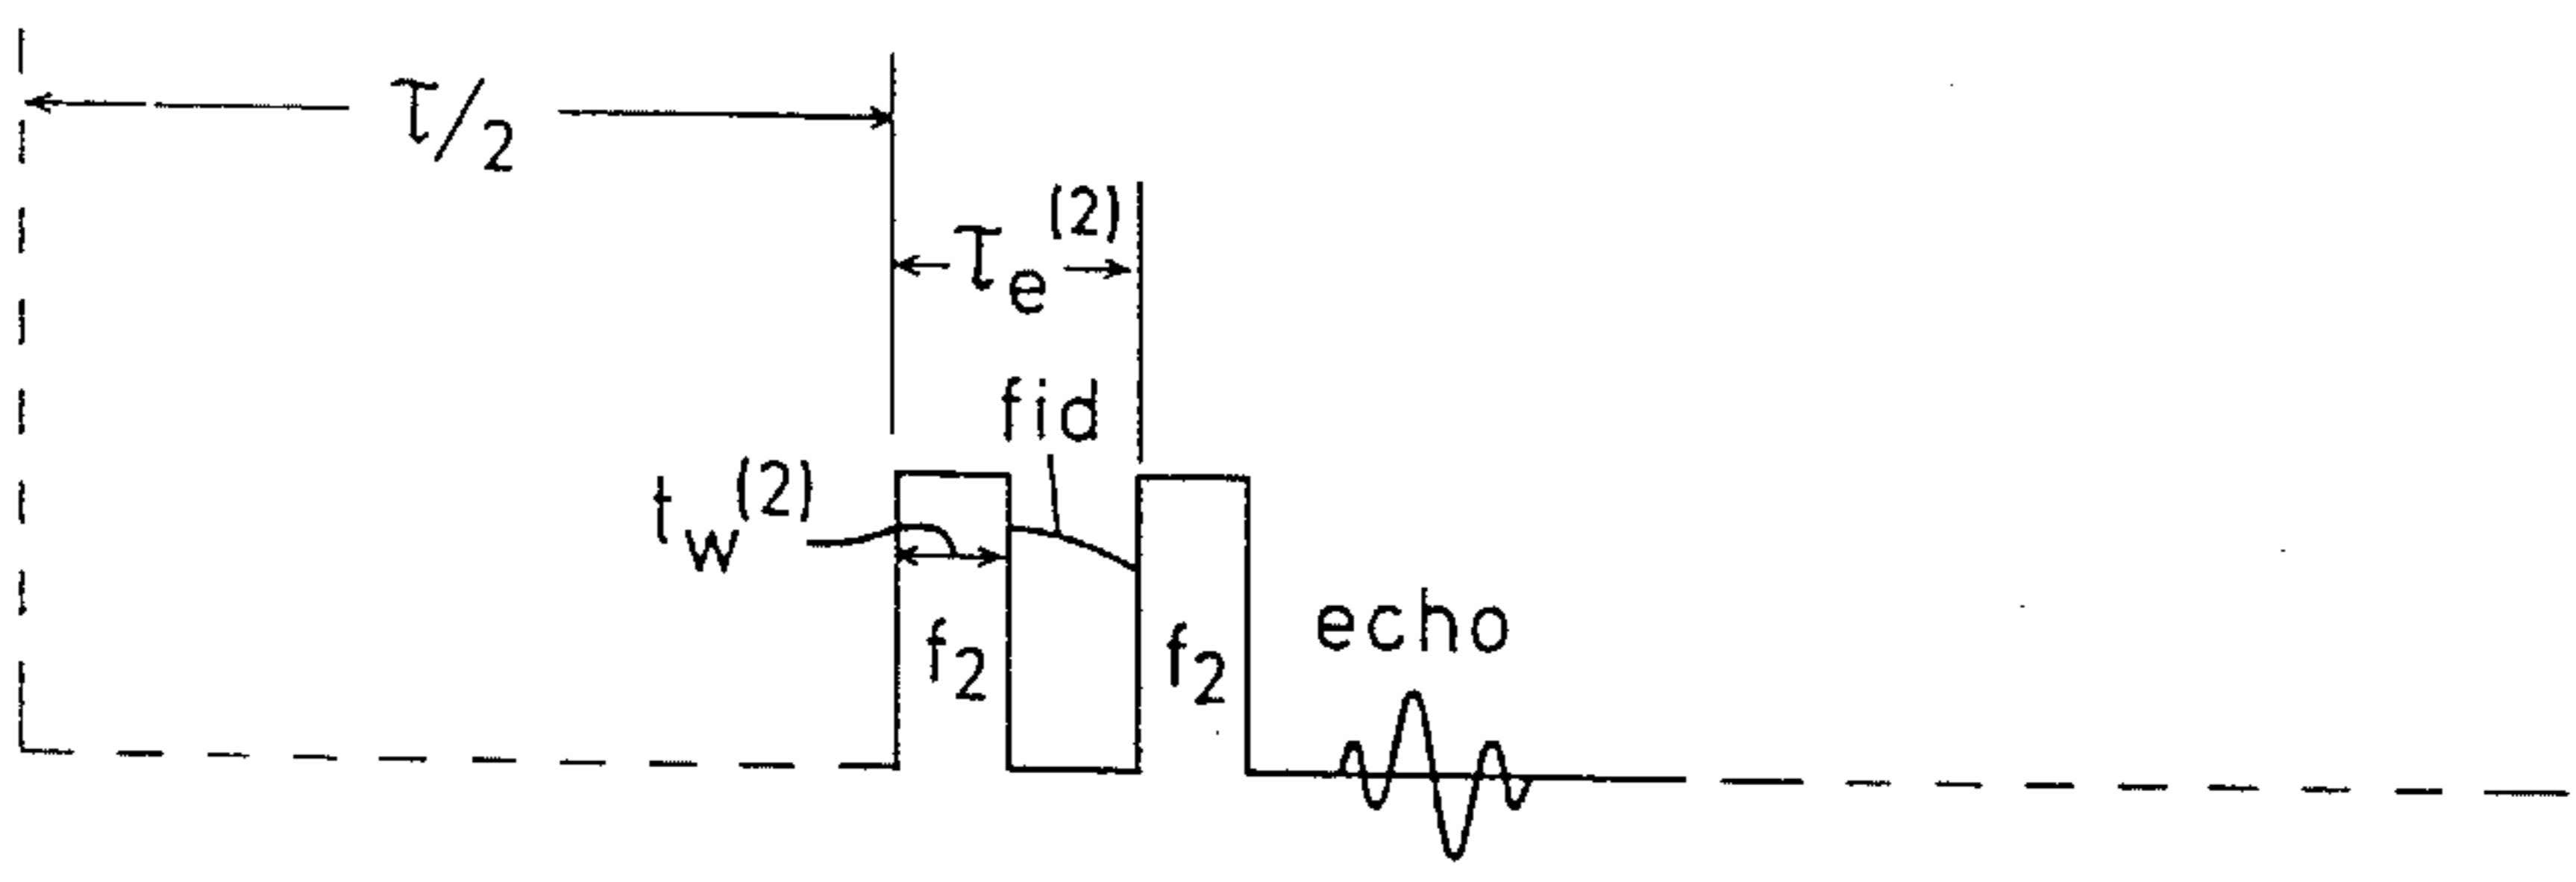 τ/2
τe(2)
fid
tw(2)
f2
f2
echo